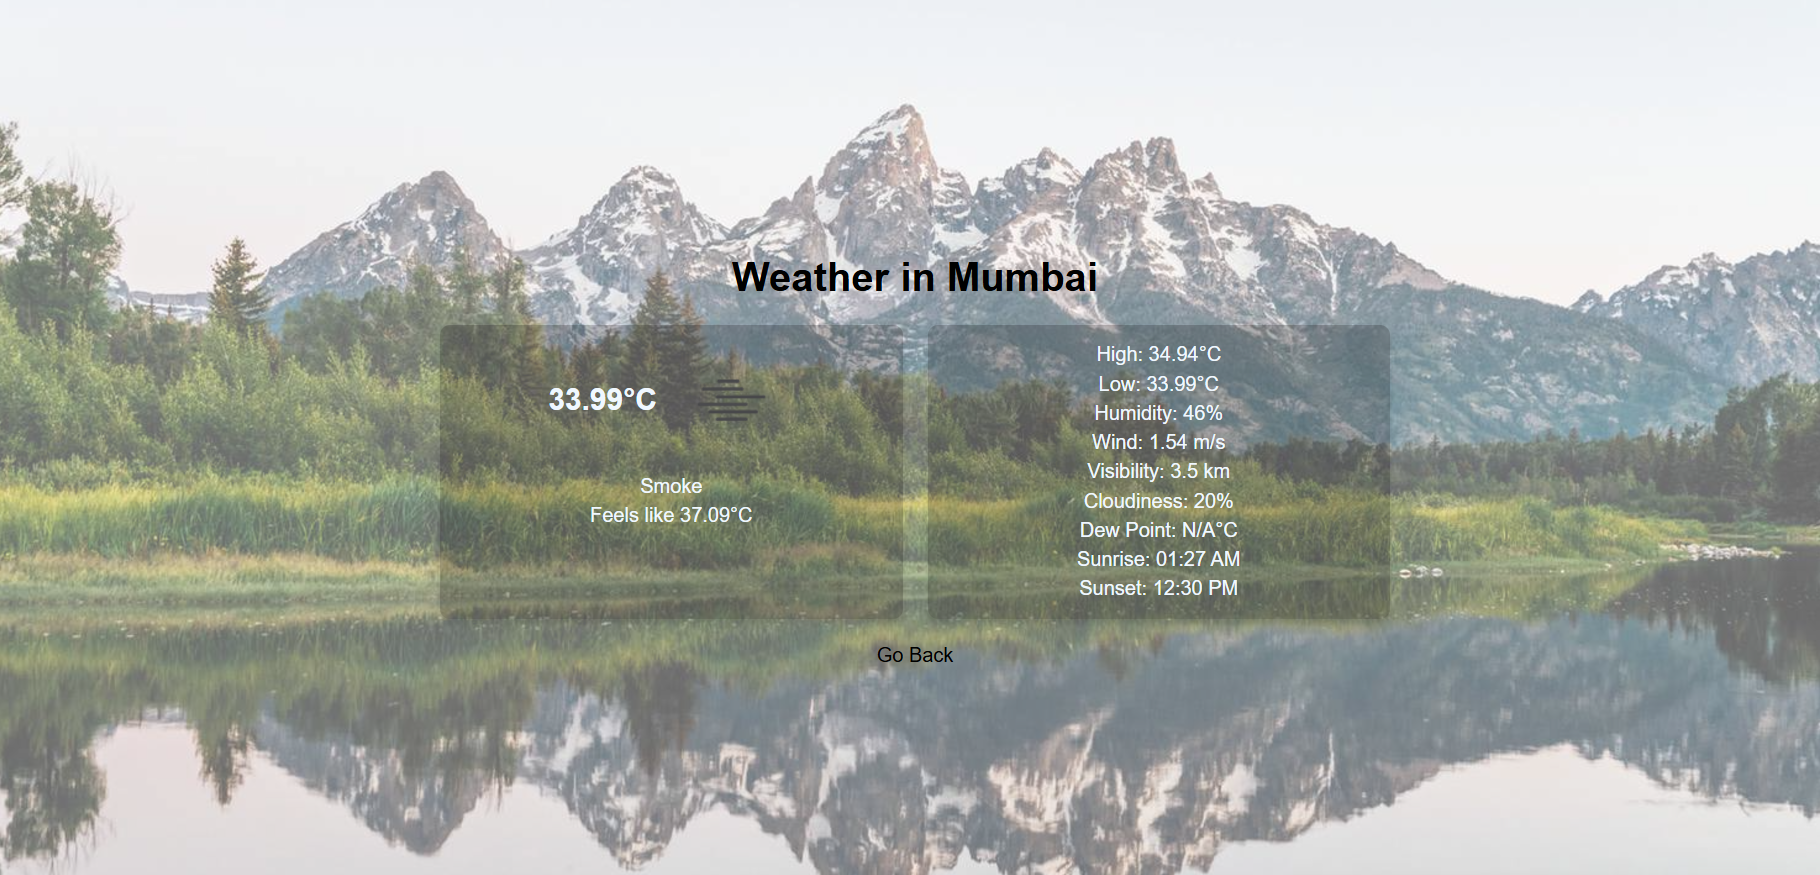 Weather in Mumbai
33.99°C
Smoke
Feels like 37.09°C
High: 34.94°C
Low: 33.99°C
Humidity: 46%
Wind: 1.54 m/s
Visibility: 3.5 km
Cloudiness: 20%
Dew Point: N/A°C
Sunrise: 01:27 AM
Sunset: 12:30 PM
Go Back